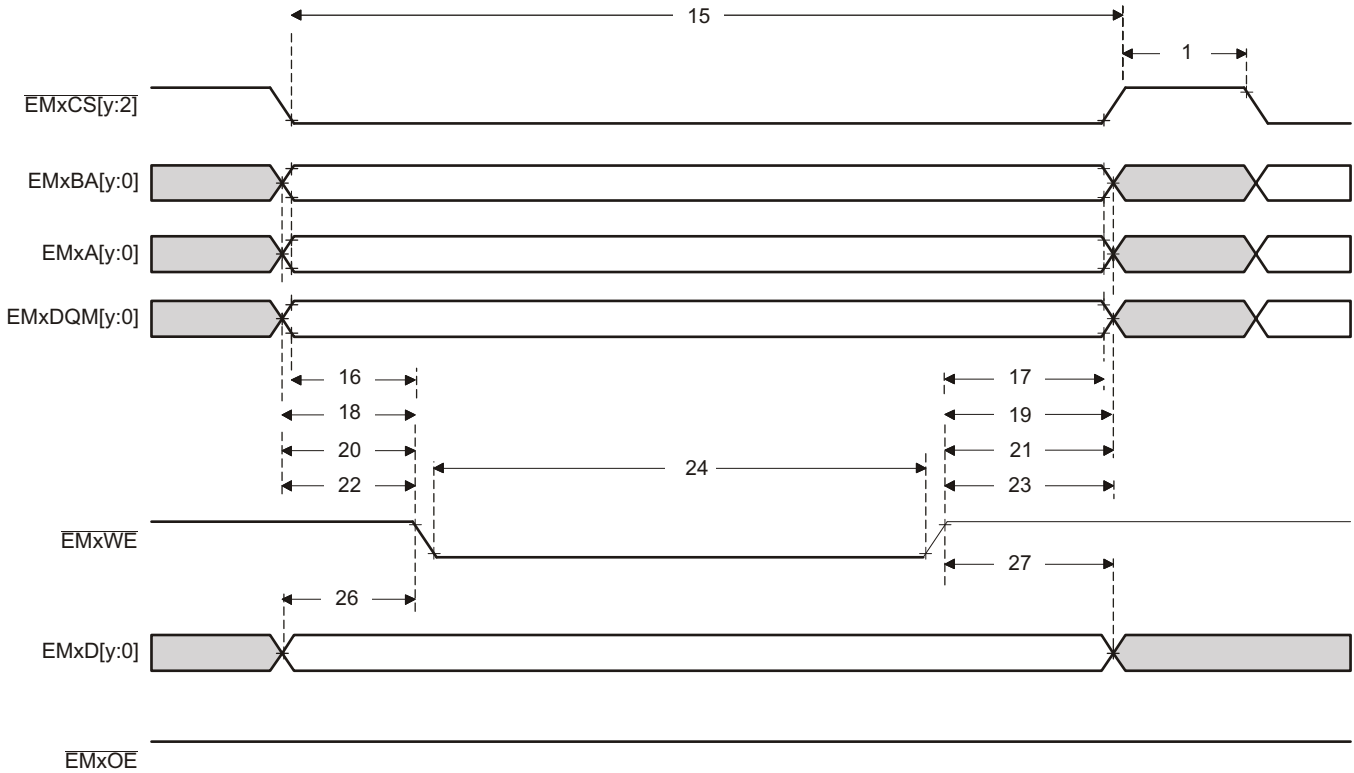 15
1
EMxCS[y:2]
EMxBA[y:0]
EMxA[y:0]
EMxDQM[y:0]
16 17
18 19
20 21
24
22 23
EMxWE
27
26
EMxD[y:0]
EMxOE